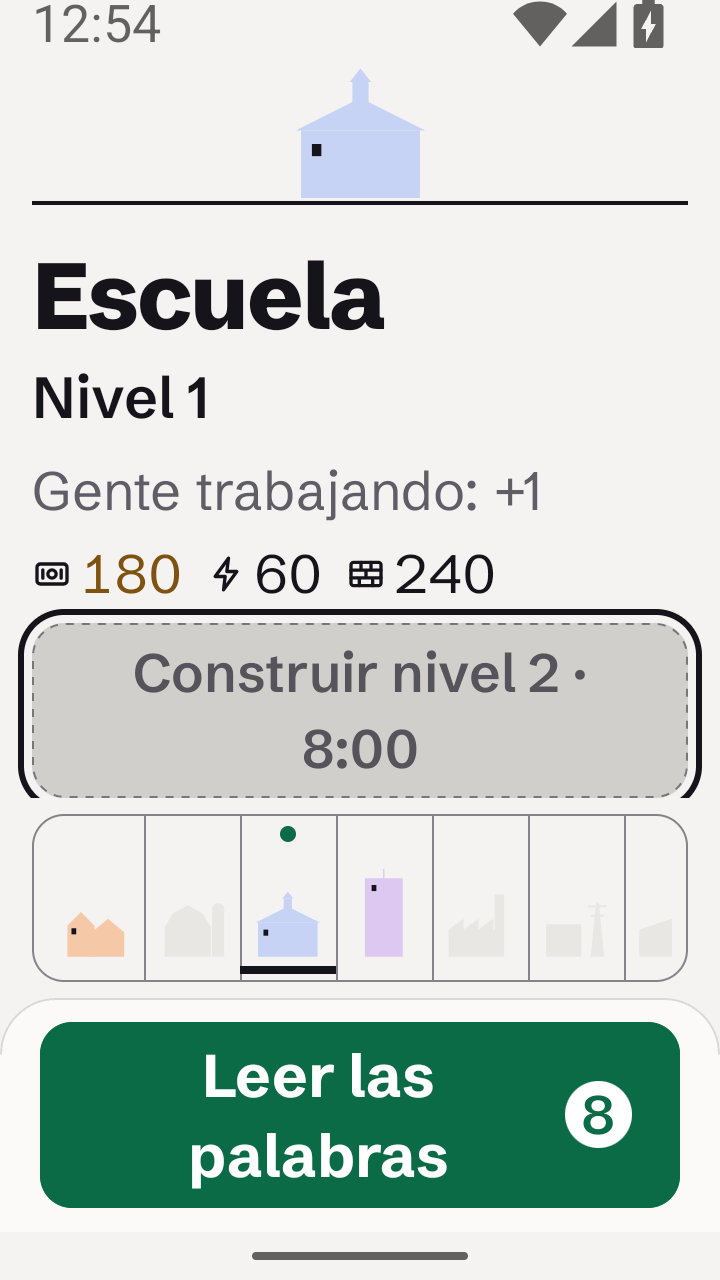 12:54
Escuela
Nivel 1
Gente trabajando: +1
180 60 240
Construir nivel 2 ·
8:00
Leer las
palabras
8